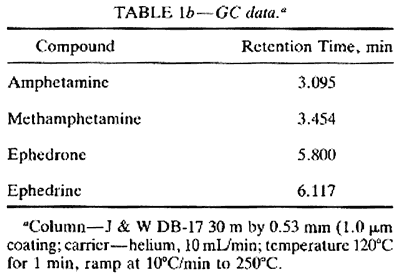 TABLE 1b—GC data.ª
Compound Retention Time, min
Amphetamine 3.095
Methamphetamine 3.454
Ephedrone 5.800
Ephedrine 6.117
ªColumn—J & W DB-17 30 m by 0.53 mm (1.0 µm
coating; carrier—helium, 10 mL/min; temperature 120°C
for 1 min, ramp at 10°C/min to 250°C.